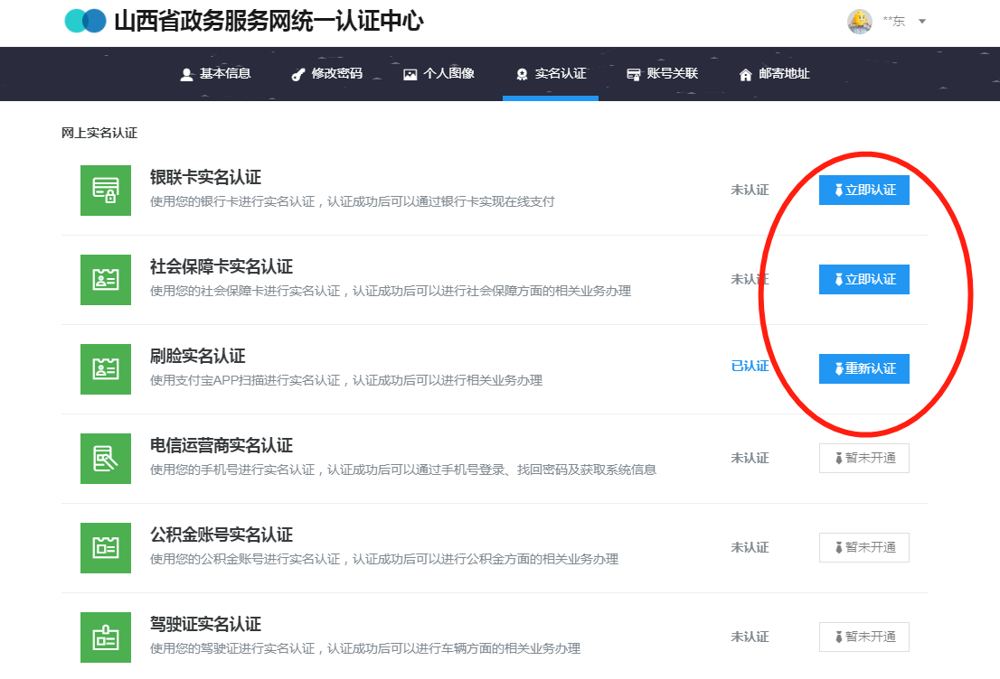 山西省政务服务网统一认证中心
**东
基本信息 修改密码 个人图像 实名认证 账号关联 邮寄地址
网上实名认证
银联卡实名认证
使用您的银行卡进行实名认证，认证成功后可以通过银行卡实现在线支付
未认证
立即认证
社会保障卡实名认证
使用您的社会保障卡进行实名认证，认证成功后可以进行社会保障方面的相关业务办理
未认证
立即认证
刷脸实名认证
使用支付宝APP扫描进行实名认证，认证成功后可以进行相关业务办理
已认证
重新认证
电信运营商实名认证
使用您的手机号进行实名认证，认证成功后可以通过手机号登录、找回密码及获取系统信息
未认证
暂未开通
公积金账号实名认证
使用您的公积金账号进行实名认证，认证成功后可以进行公积金方面的相关业务办理
未认证
暂未开通
驾驶证实名认证
使用您的驾驶证进行实名认证，认证成功后可以进行车辆方面的相关业务办理
未认证
暂未开通